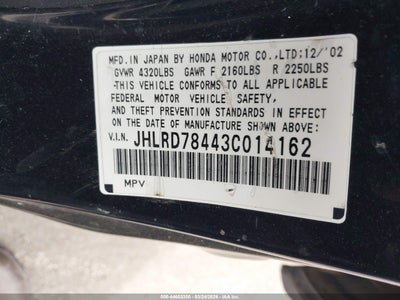 MFD. IN JAPAN BY HONDA MOTOR CO.,LTD;12/'02
GVWR 4320LBS GAWR F 2160LBS R 2250LBS
THIS VEHICLE CONFORMS TO ALL APPLICABLE
FEDERAL MOTOR VEHICLE SAFETY,
AND THEFT PREVENTION STANDARDS IN EFFECT ON
THE DATE OF MANUFACTURE SHOWN ABOVE:
V.I.N. JHLRD78443C014162
MPV